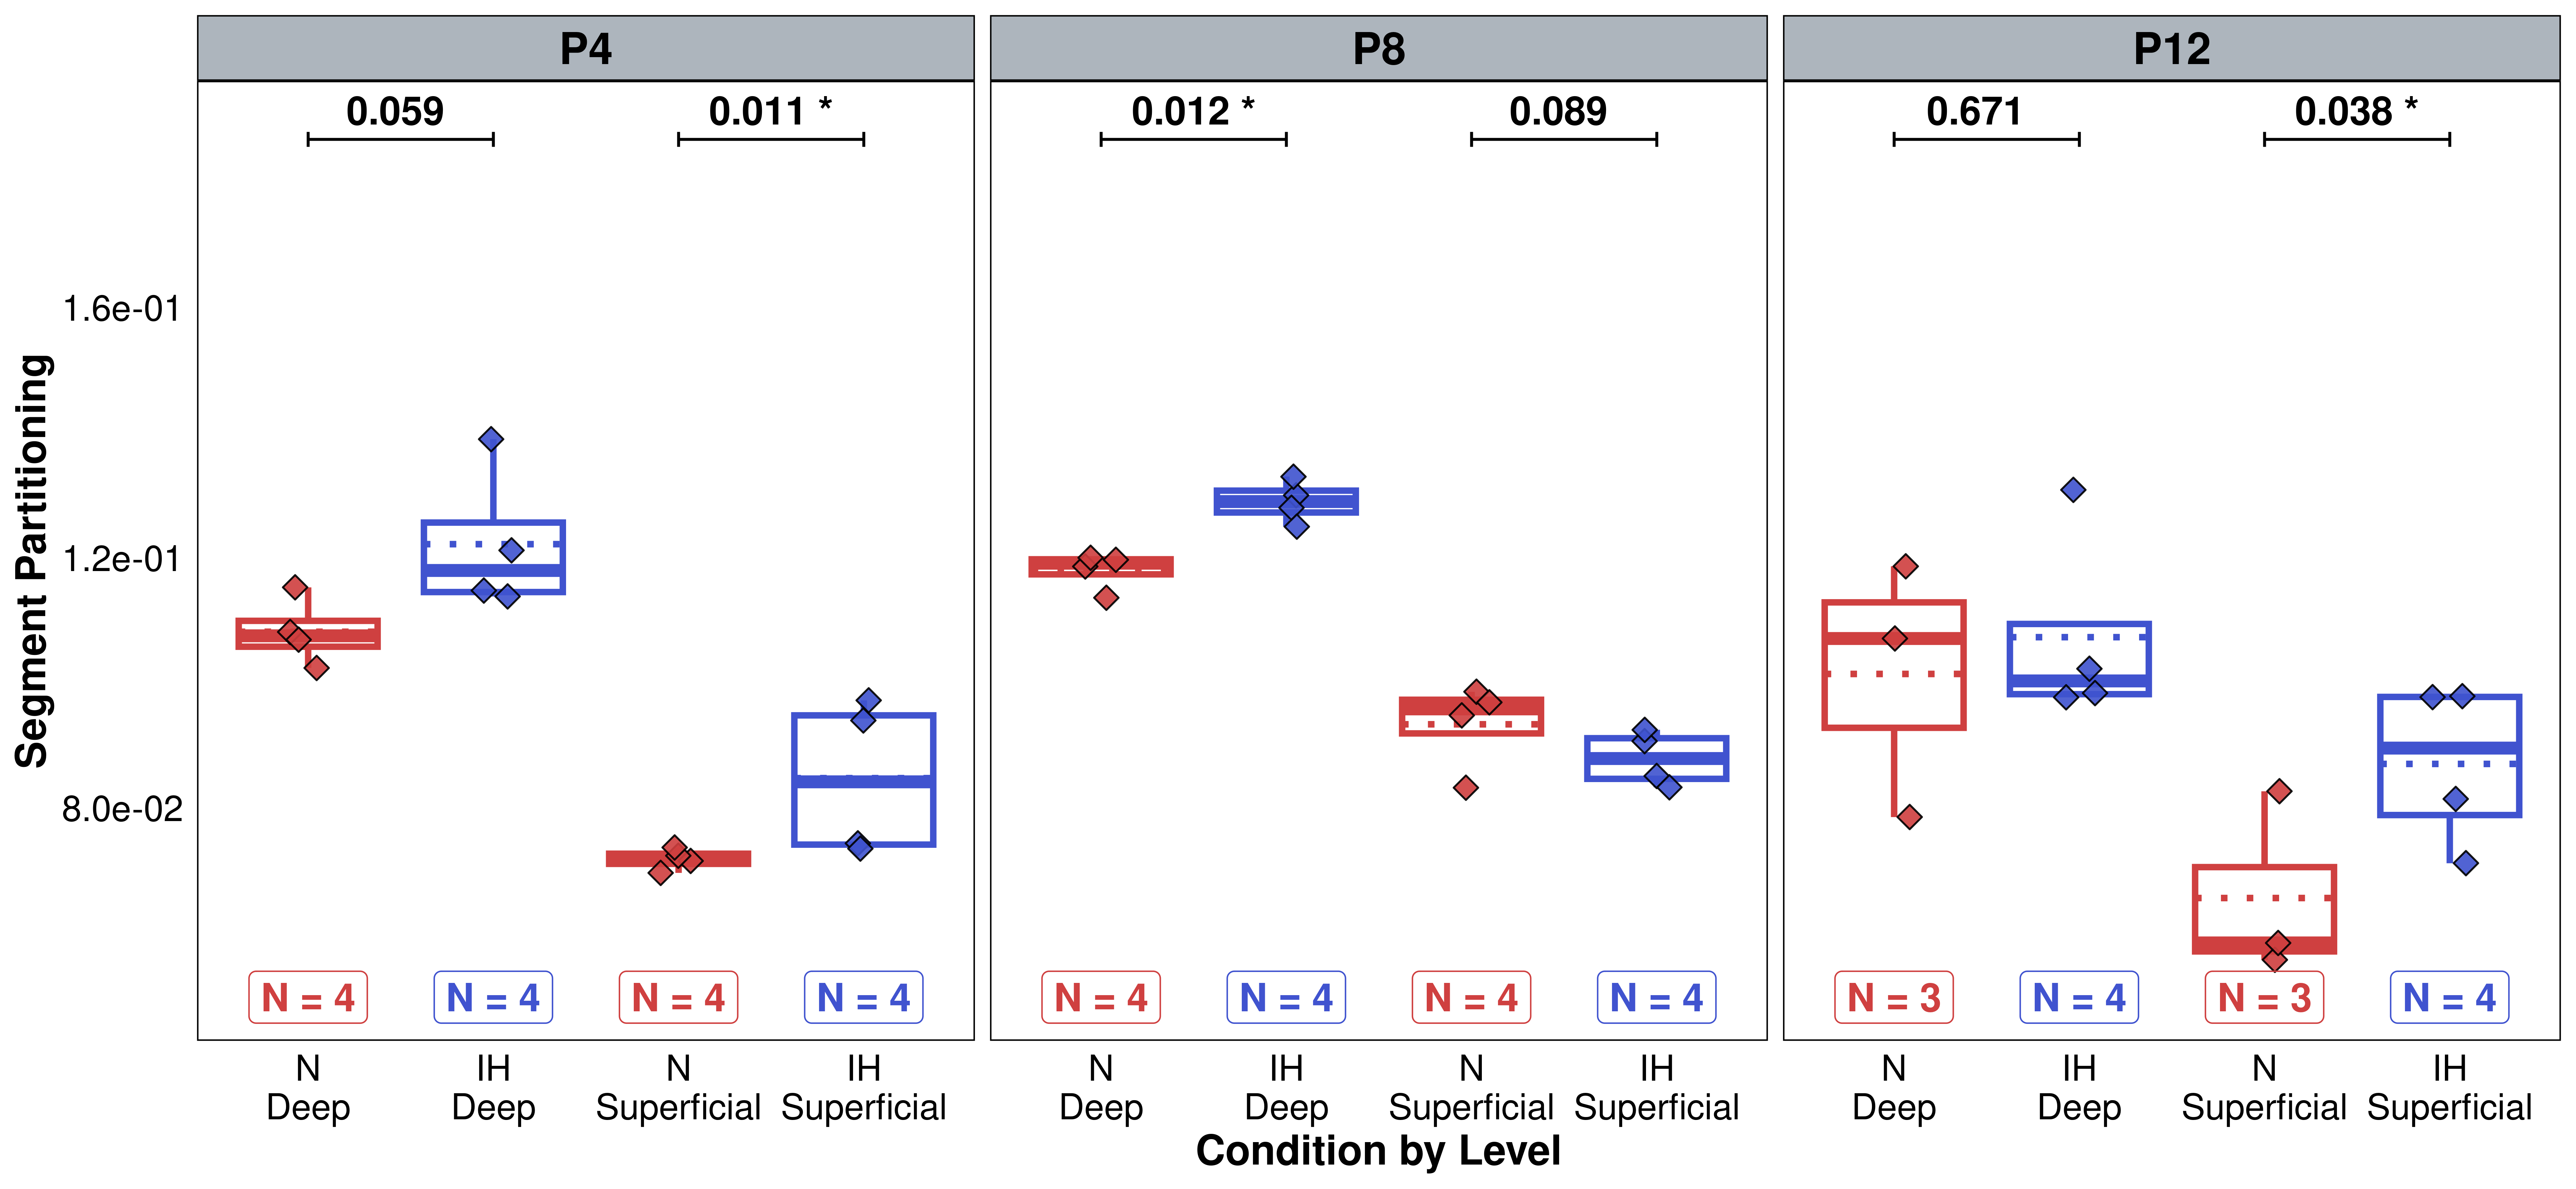 P4 P8 P12
0.059 0.011 * 0.012 * 0.089 0.671 0.038 *
Segment Partitioning
1.6e-01
1.2e-01
8.0e-02
N = 4 N = 4 N = 4 N = 4 N = 4 N = 4 N = 4 N = 4 N = 3 N = 4 N = 3 N = 4
N IH N IH N IH N IH N IH N IH
Deep Deep Superficial Superficial Deep Deep Superficial Superficial Deep Deep Superficial Superficial
Condition by Level